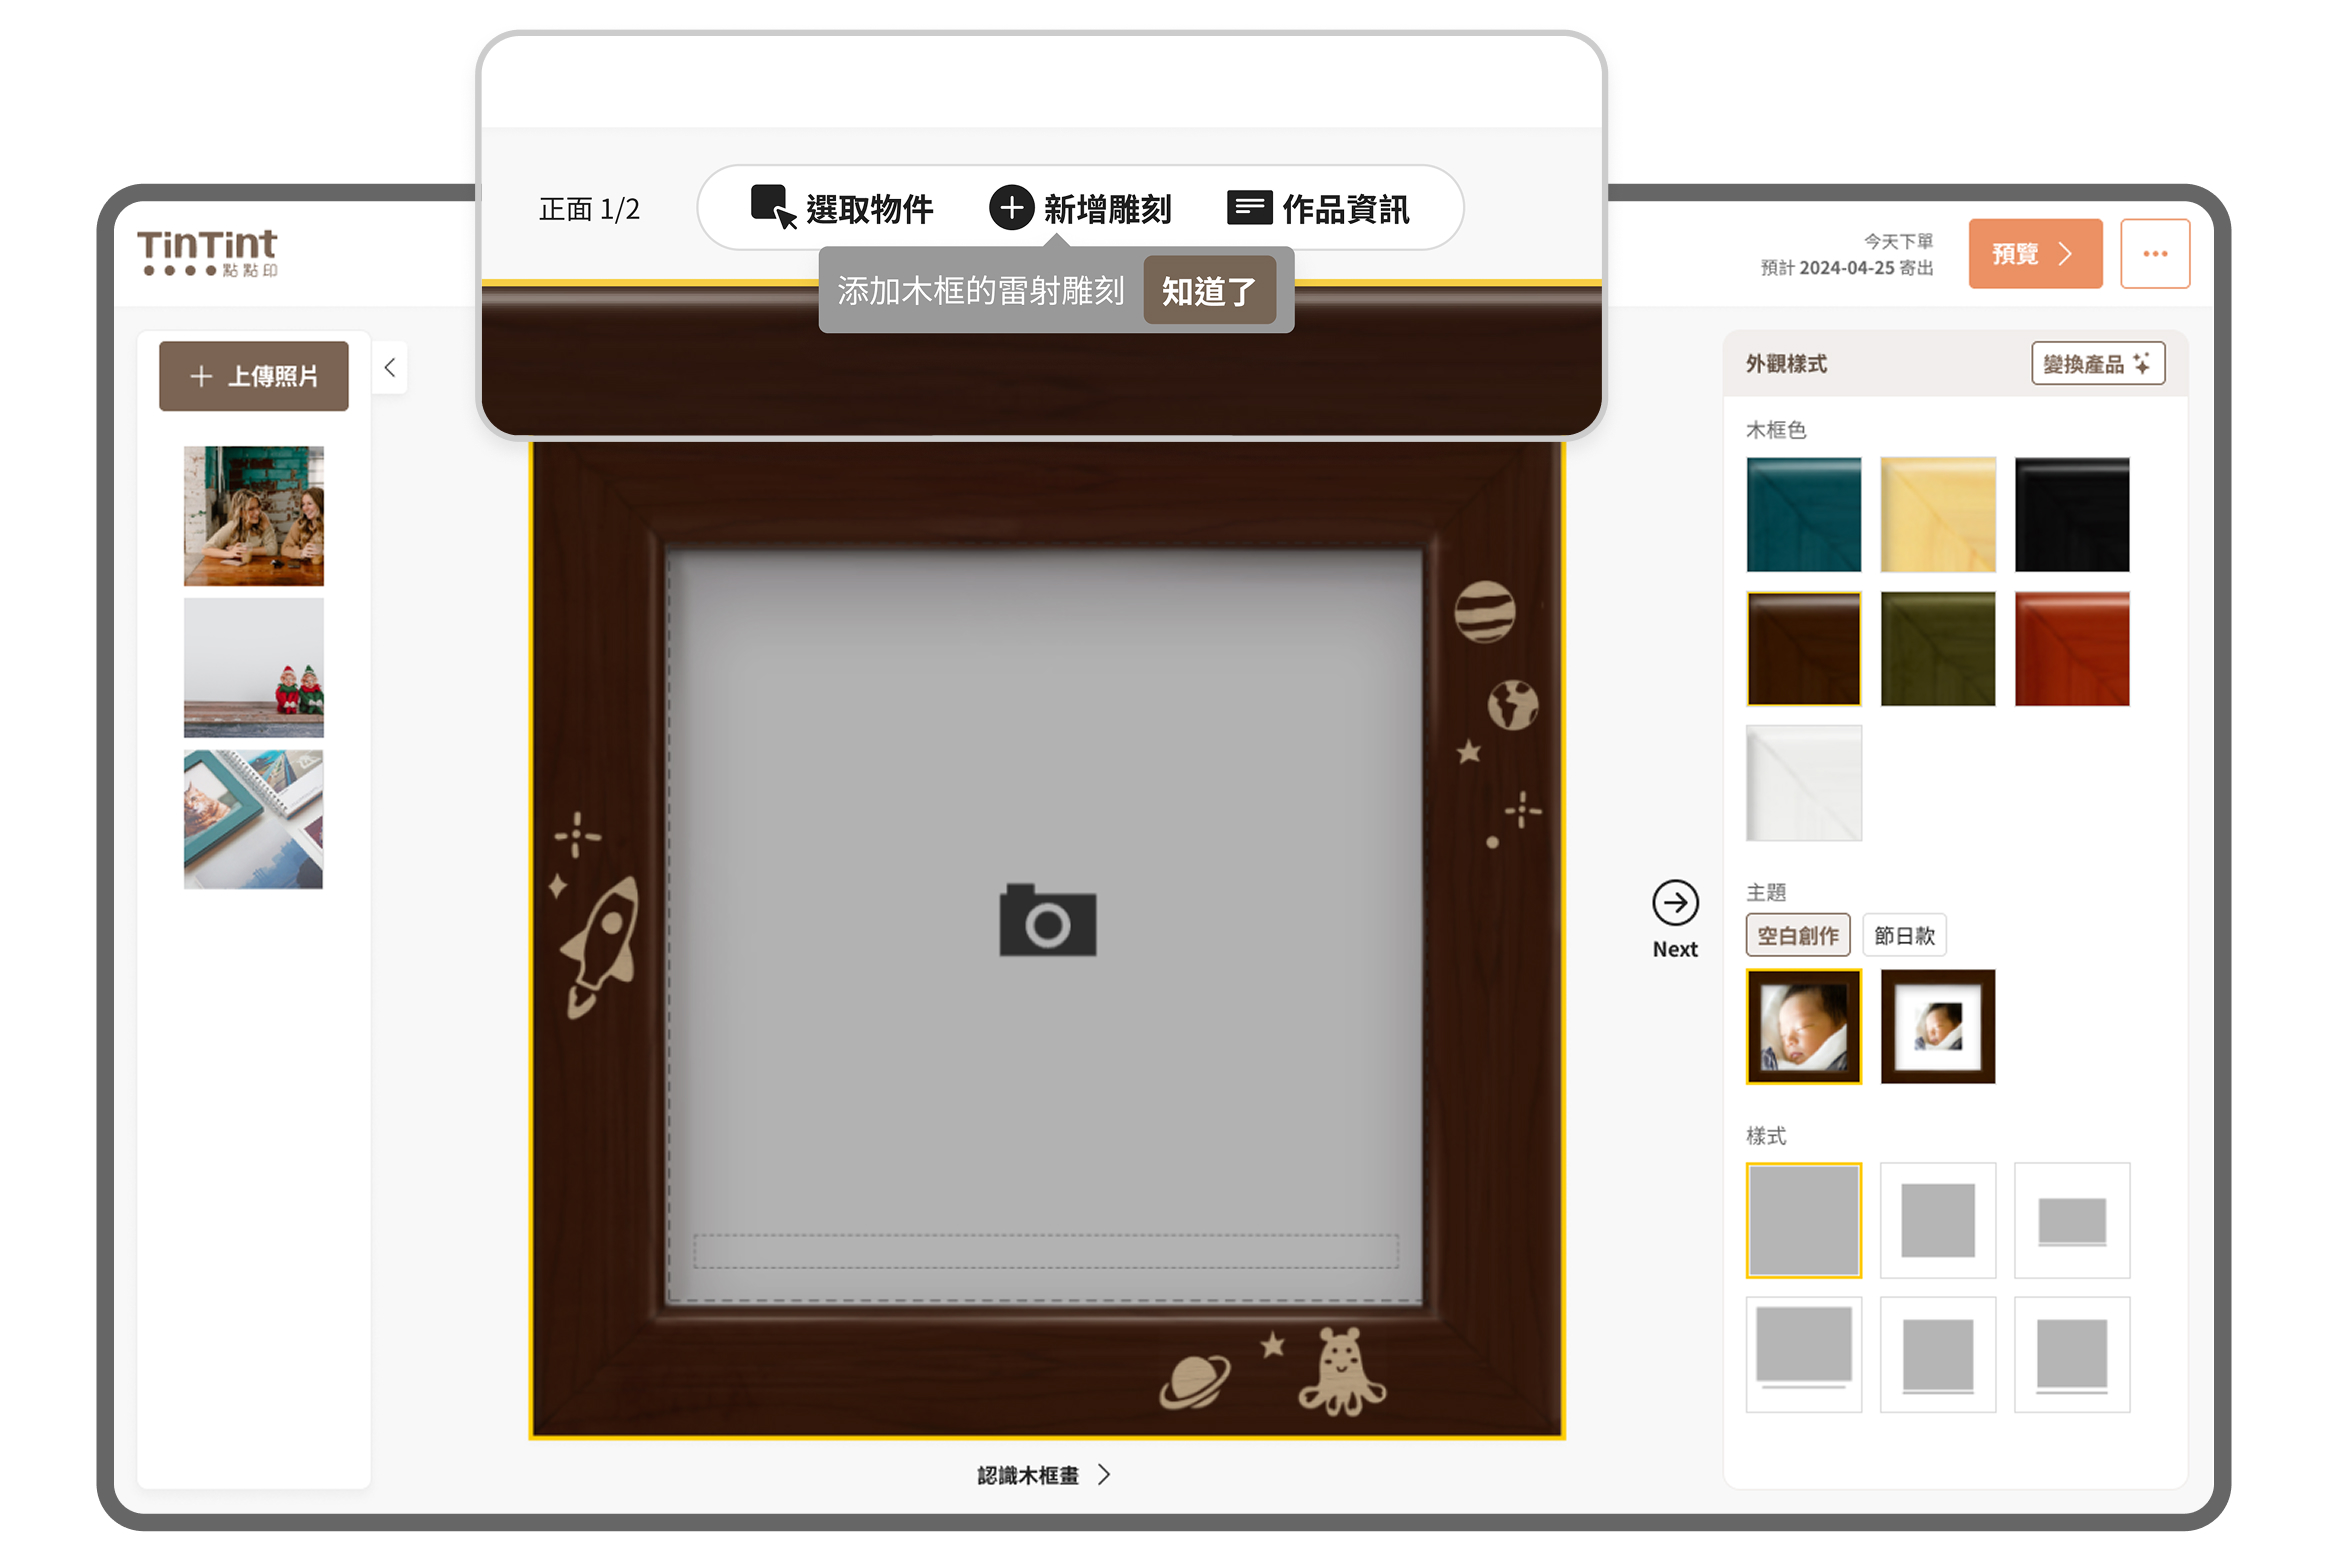 正面 1/2
選取物件
新增雕刻
作品資訊
添加木框的雷射雕刻
知道了
TinTint
點點印
今天下單
預計 2024-04-25 寄出
預覽
上傳照片
外觀樣式
變換產品
木框色
主題
空白創作
節日款
樣式
Next
認識木框畫